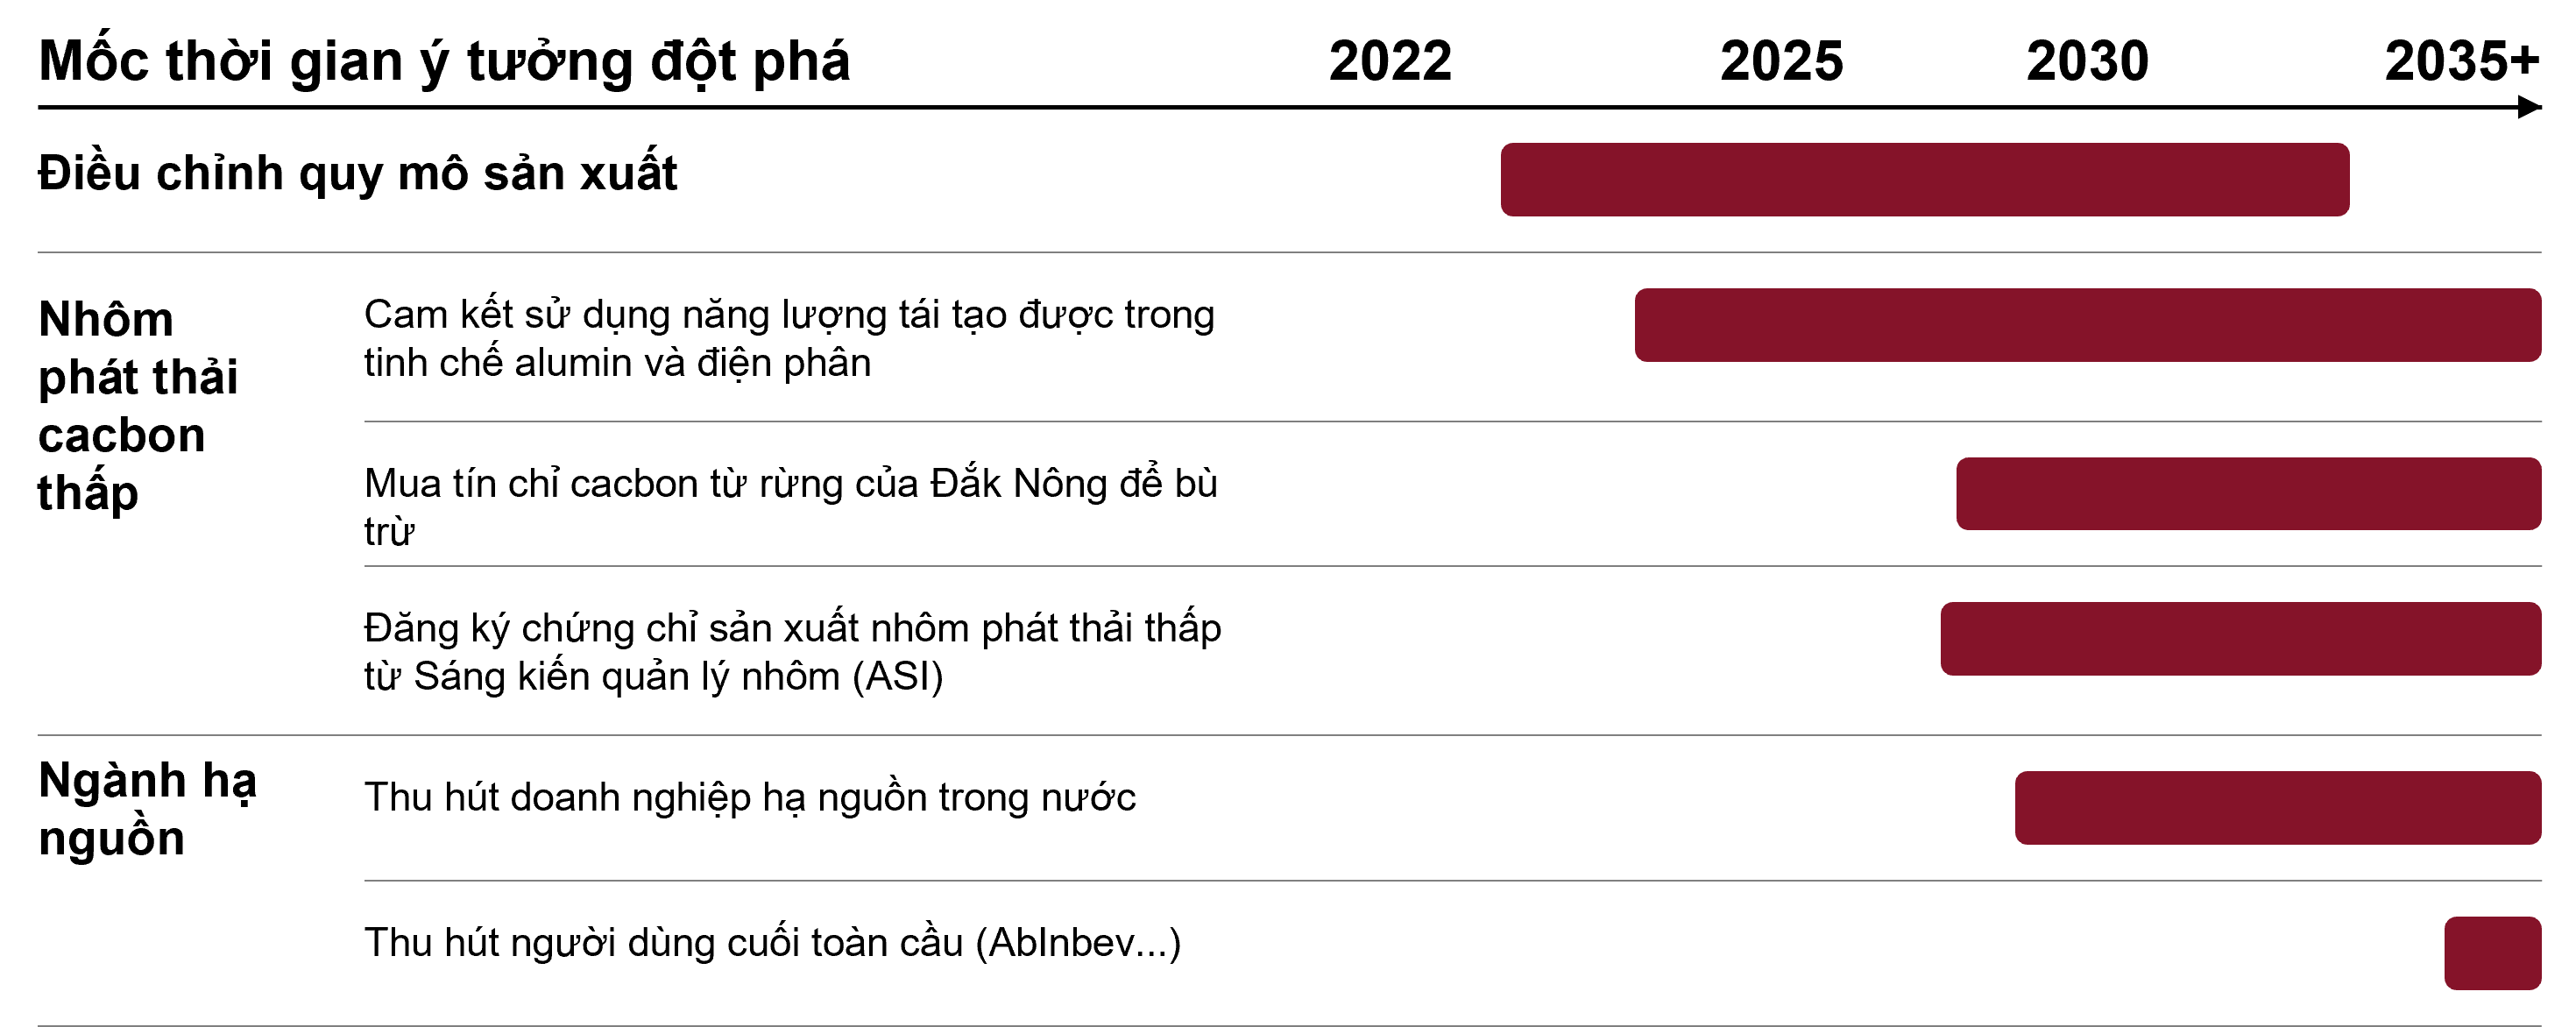 Mốc thời gian ý tưởng đột phá 2022 2025 2030 2035+
Điều chỉnh quy mô sản xuất
Nhôm
phát thải
cacbon
thấp
Cam kết sử dụng năng lượng tái tạo được trong
tinh chế alumin và điện phân
Mua tín chỉ cacbon từ rừng của Đắk Nông để bù
trừ
Đăng ký chứng chỉ sản xuất nhôm phát thải thấp
từ Sáng kiến quản lý nhôm (ASI)
Ngành hạ
nguồn
Thu hút doanh nghiệp hạ nguồn trong nước
Thu hút người dùng cuối toàn cầu (AbInbev...)